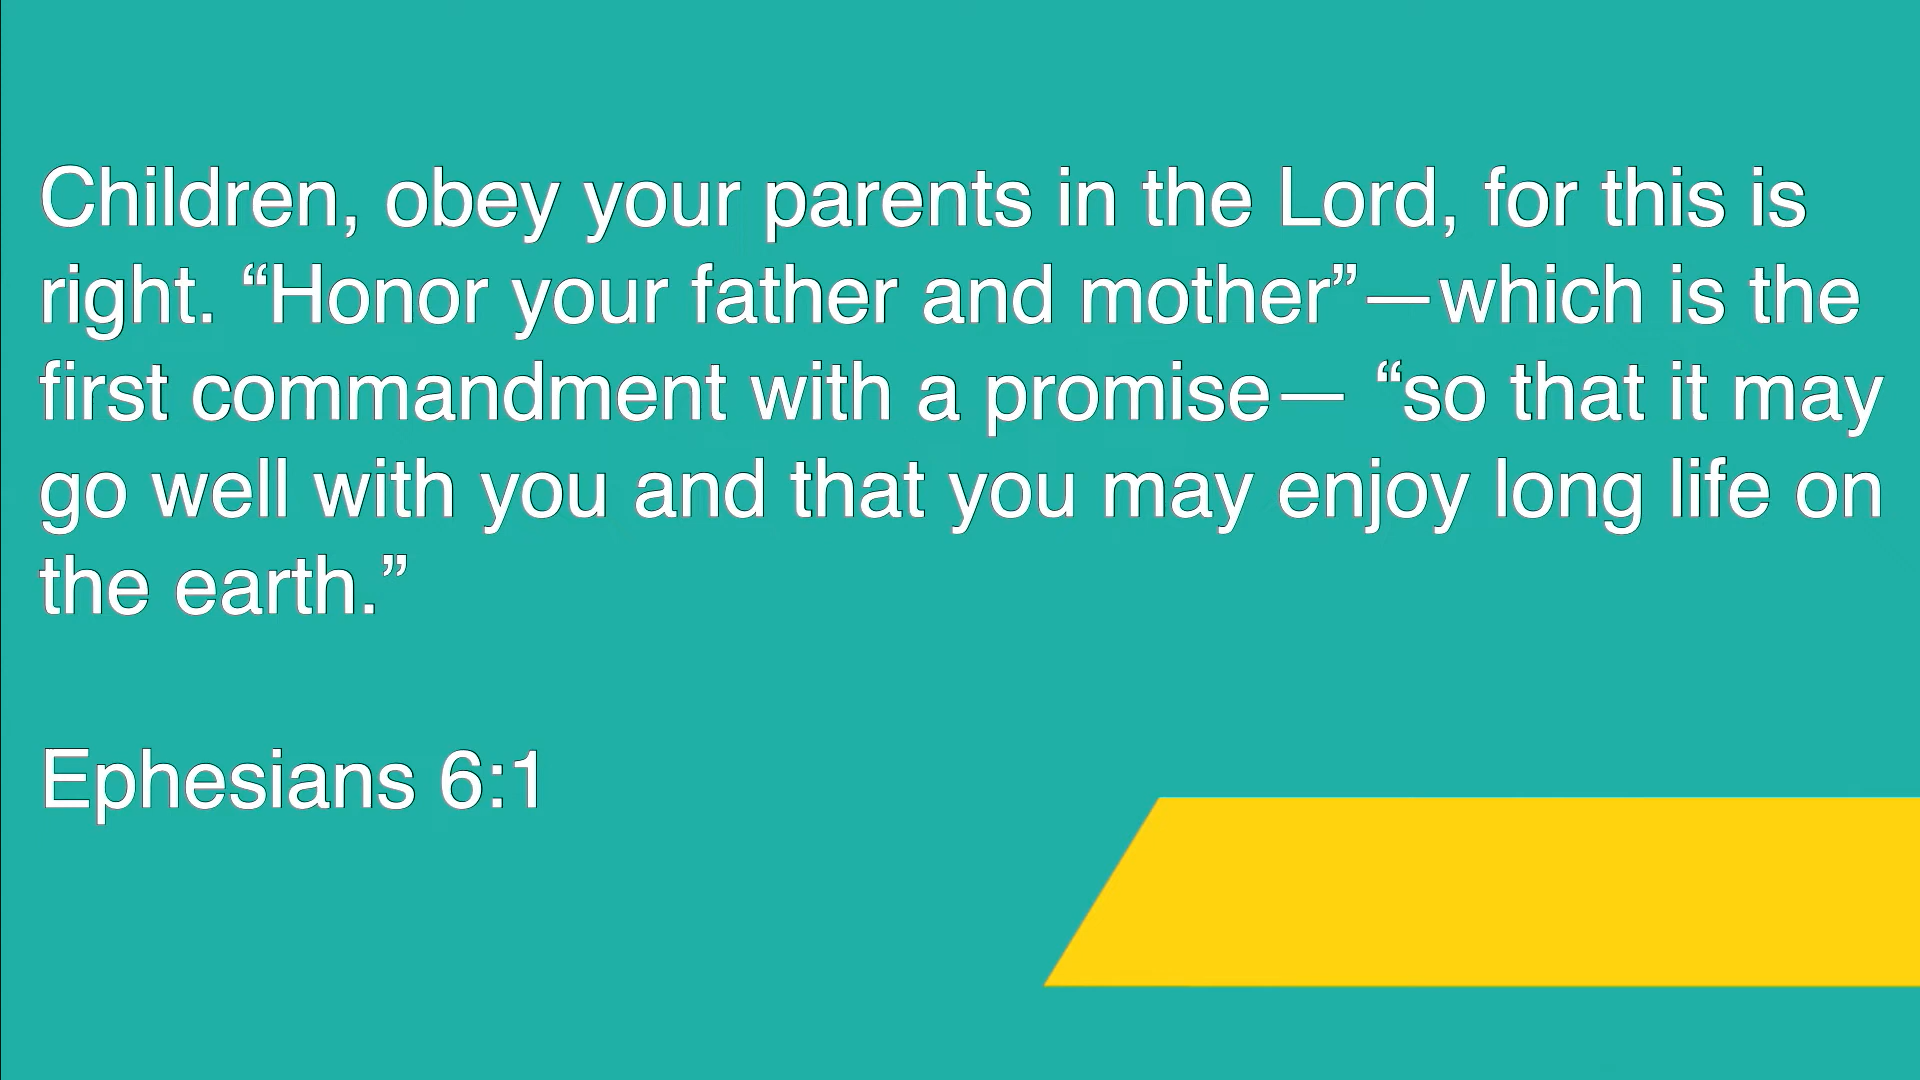 Children, obey your parents in the Lord, for this is
right. “Honor your father and mother”—which is the
first commandment with a promise— “so that it may
go well with you and that you may enjoy long life on
the earth.”
Ephesians 6:1